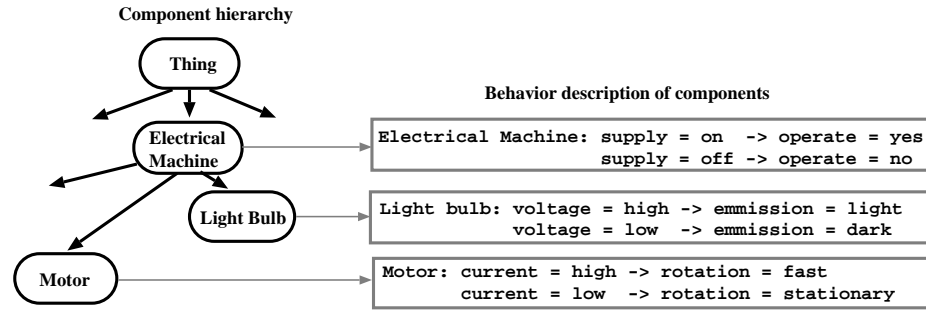 Component hierarchy
Thing
Behavior description of components
Electrical
Machine
Electrical Machine: supply = on -> operate = yes
supply = off -> operate = no
Light Bulb
Light bulb: voltage = high -> emmission = light
voltage = low -> emmission = dark
Motor
Motor: current = high -> rotation = fast
current = low -> rotation = stationary